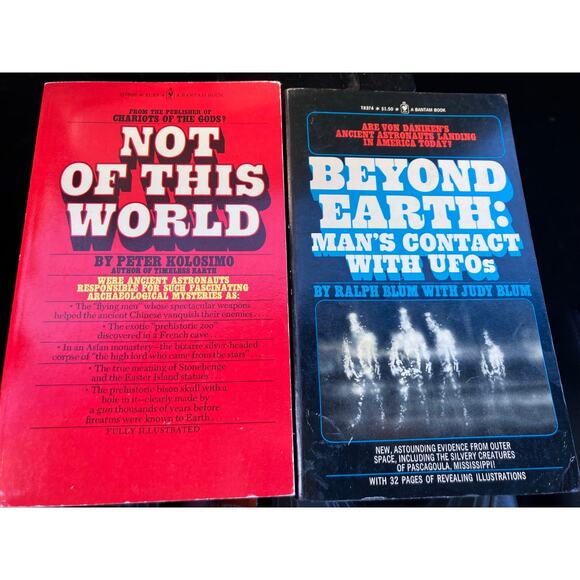 A BANTAM BOOK
FROM THE PUBLISHER OF
CHARIOTS OF THE GODS?
NOT
OF THIS
WORLD
BY PETER KOLOSIMO
AUTHOR OF TIMELESS EARTH
WERE ANCIENT ASTRONAUTS
RESPONSIBLE FOR SUCH FASCINATING
ARCHAEOLOGICAL MYSTERIES AS:
• The "flying men" whose spectacular weapons
helped the ancient Chinese vanquish their enemies...
• The exotic "prehistoric zoo"
discovered in a French cave...
• In an Asian monastery—the bizarre silver-headed
corpse of "the high lord who came from the stars"...
• The true meaning of Stonehenge
and the Easter Island statues...
• The prehistoric bison skull with a
hole in it—clearly made by
a gun thousands of years before
firearms were known to Earth...
FULLY ILLUSTRATED
T8374 • $1.50 • A BANTAM BOOK
ARE VON DANIKEN'S
ANCIENT ASTRONAUTS LANDING
IN AMERICA TODAY?
BEYOND
EARTH:
MAN'S CONTACT
WITH UFOs
BY RALPH BLUM WITH JUDY BLUM
NEW, ASTOUNDING EVIDENCE FROM OUTER
SPACE, INCLUDING THE SILVERY CREATURES
OF PASCAGOULA, MISSISSIPPI!
WITH 32 PAGES OF REVEALING ILLUSTRATIONS